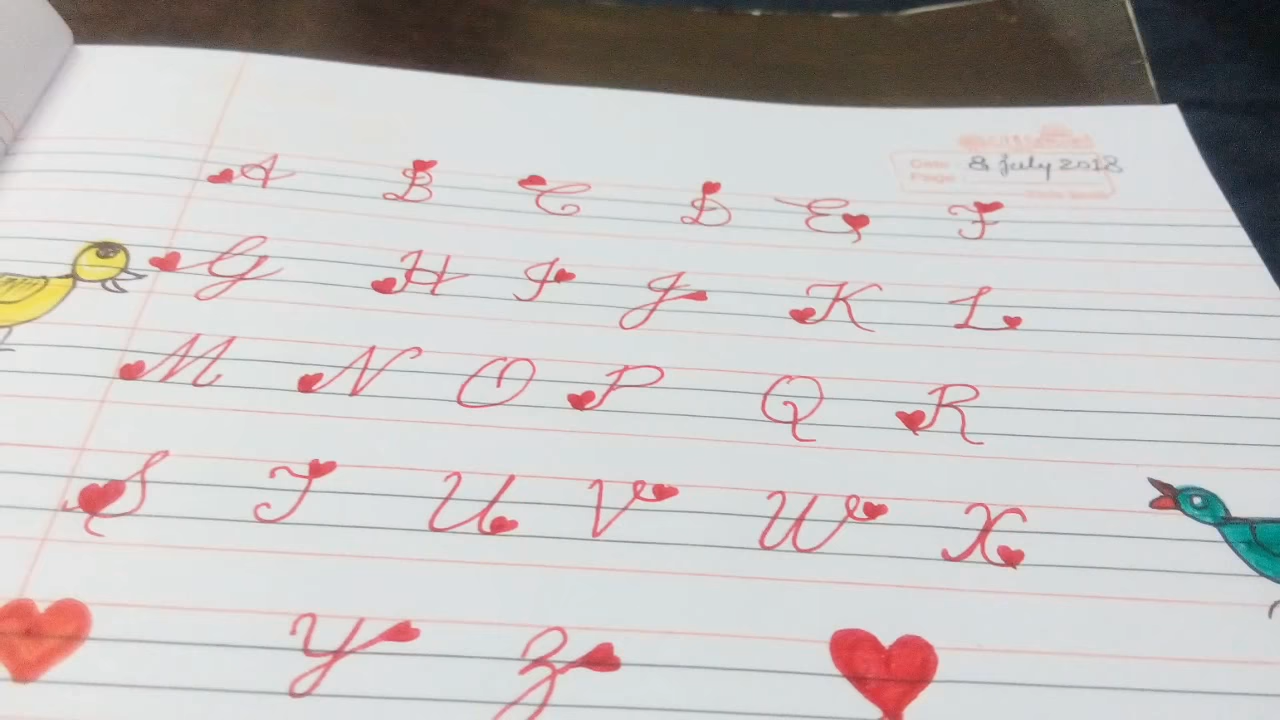 Date: 8 July 2018
Page:
A B C D E F
G H I J K L
M N O P Q R
S T U V W X
Y Z